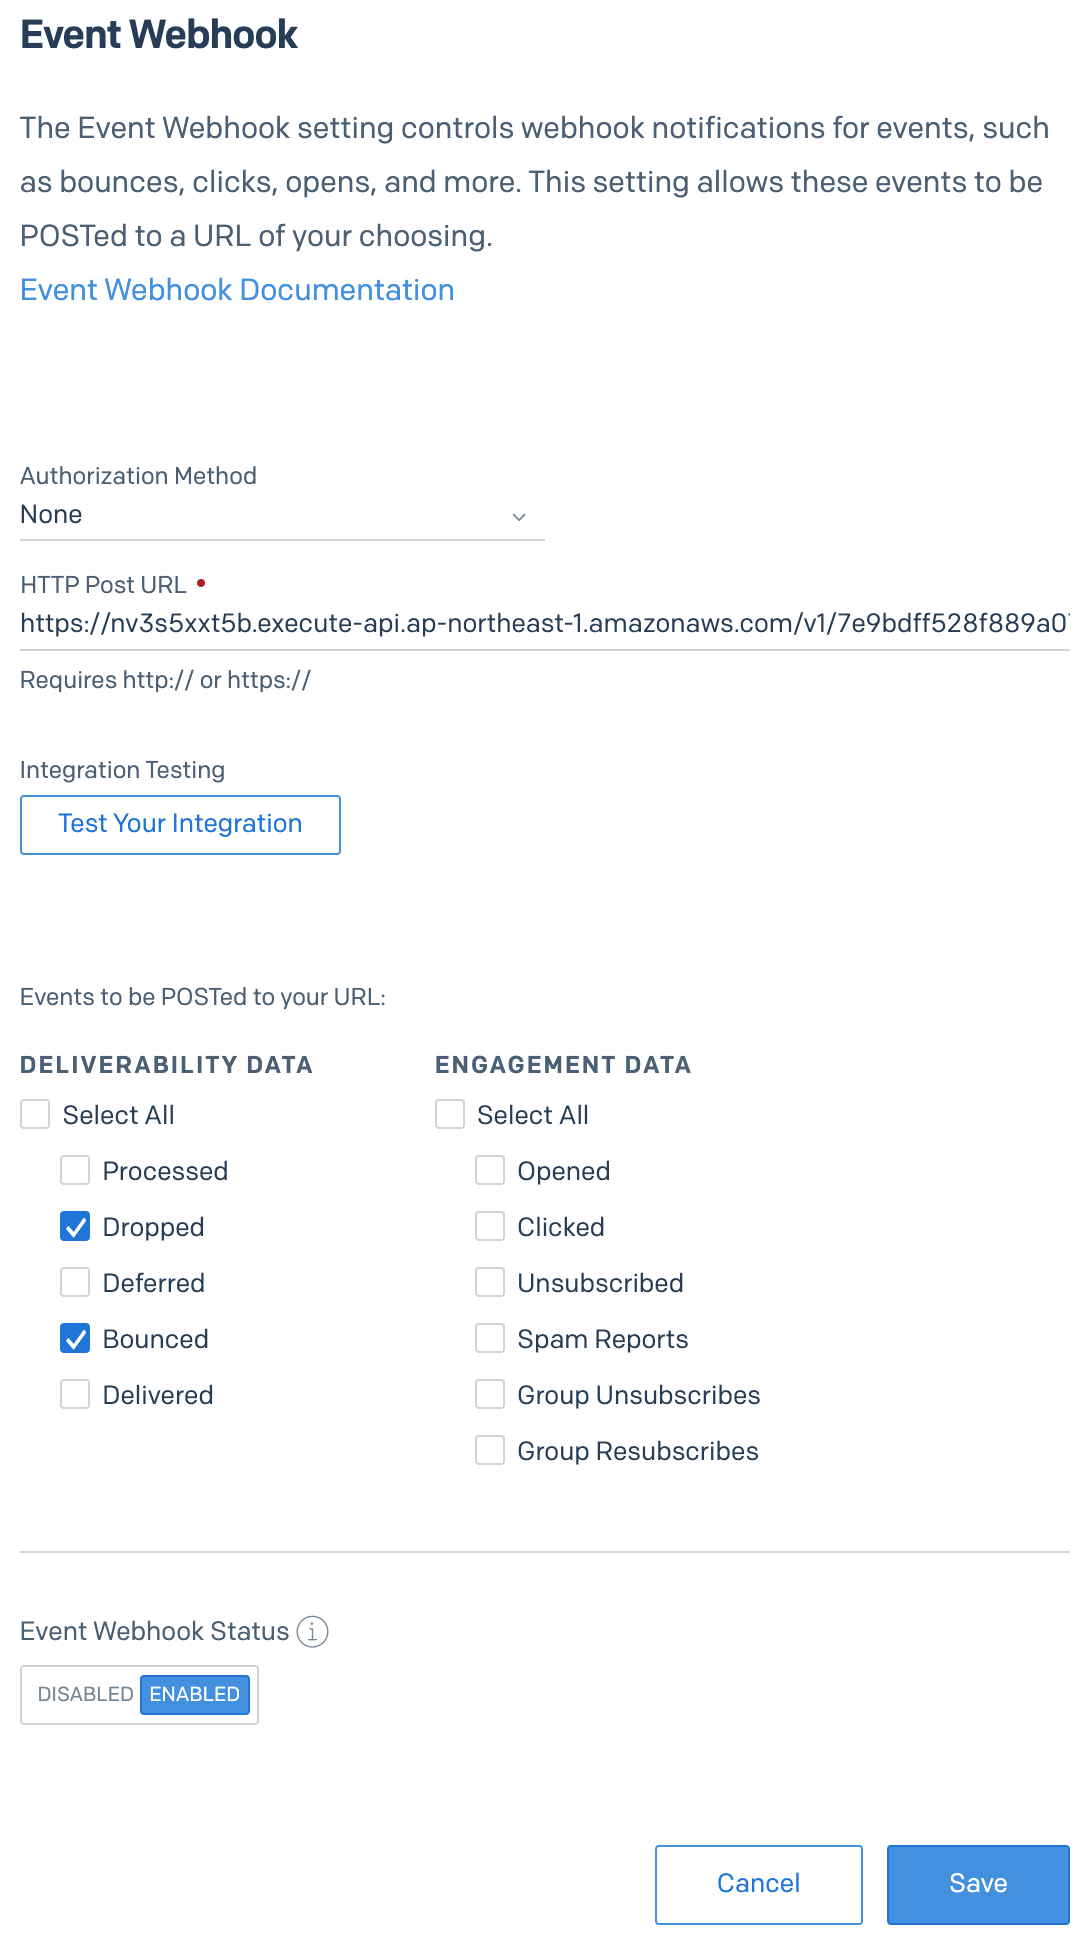 Event Webhook
The Event Webhook setting controls webhook notifications for events, such
as bounces, clicks, opens, and more. This setting allows these events to be
POSTed to a URL of your choosing.
Event Webhook Documentation
Authorization Method
None
HTTP Post URL •
https://nv3s5xxt5b.execute-api.ap-northeast-1.amazonaws.com/v1/7e9bdff528f889a0
Requires http:// or https://
Integration Testing
Test Your Integration
Events to be POSTed to your URL:
DELIVERABILITY DATA ENGAGEMENT DATA
Select All Select All
Processed Opened
Dropped Clicked
Deferred Unsubscribed
Bounced Spam Reports
Delivered Group Unsubscribes
Group Resubscribes
Event Webhook Status
DISABLED ENABLED
Cancel Save